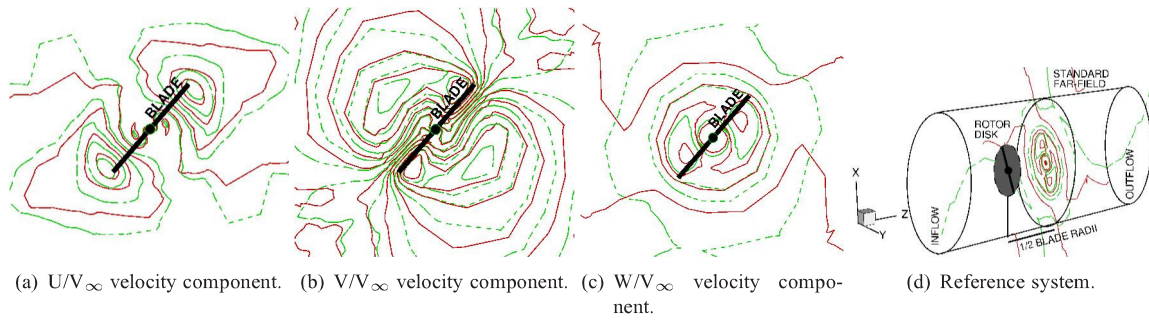 BLADE
BLADE
BLADE
STANDARD
FAR-FIELD
ROTOR
DISK
INFLOW
OUTFLOW
1/2 BLADE RADII
X
Z
Y
(a) U/V∞ velocity component.
(b) V/V∞ velocity component.
(c) W/V∞ velocity compo-
nent.
(d) Reference system.